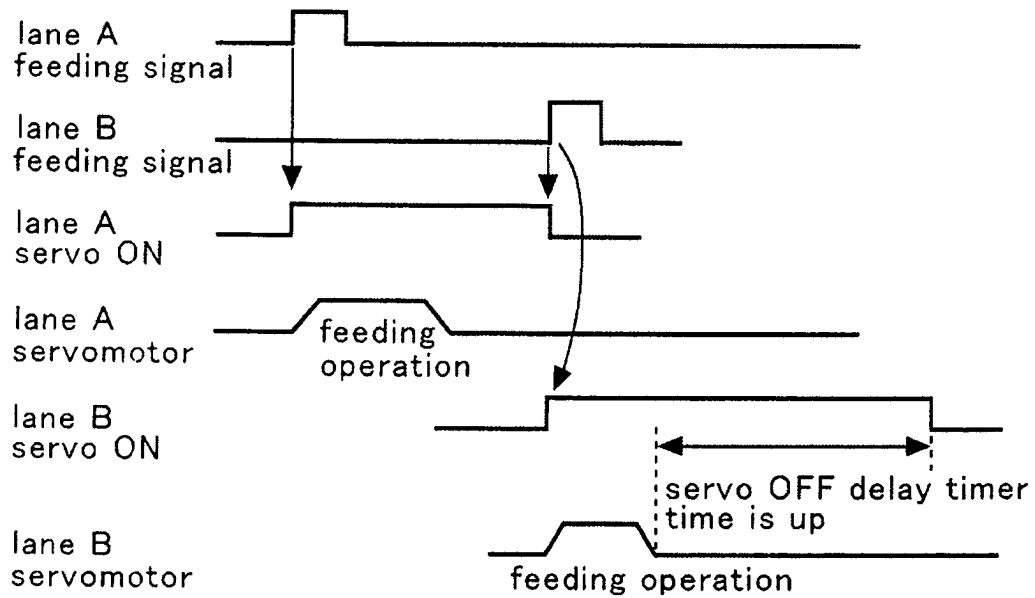 lane A
feeding signal
lane B
feeding signal
lane A
servo ON
lane A
servomotor
feeding
operation
lane B
servo ON
servo OFF delay timer
time is up
lane B
servomotor
feeding operation